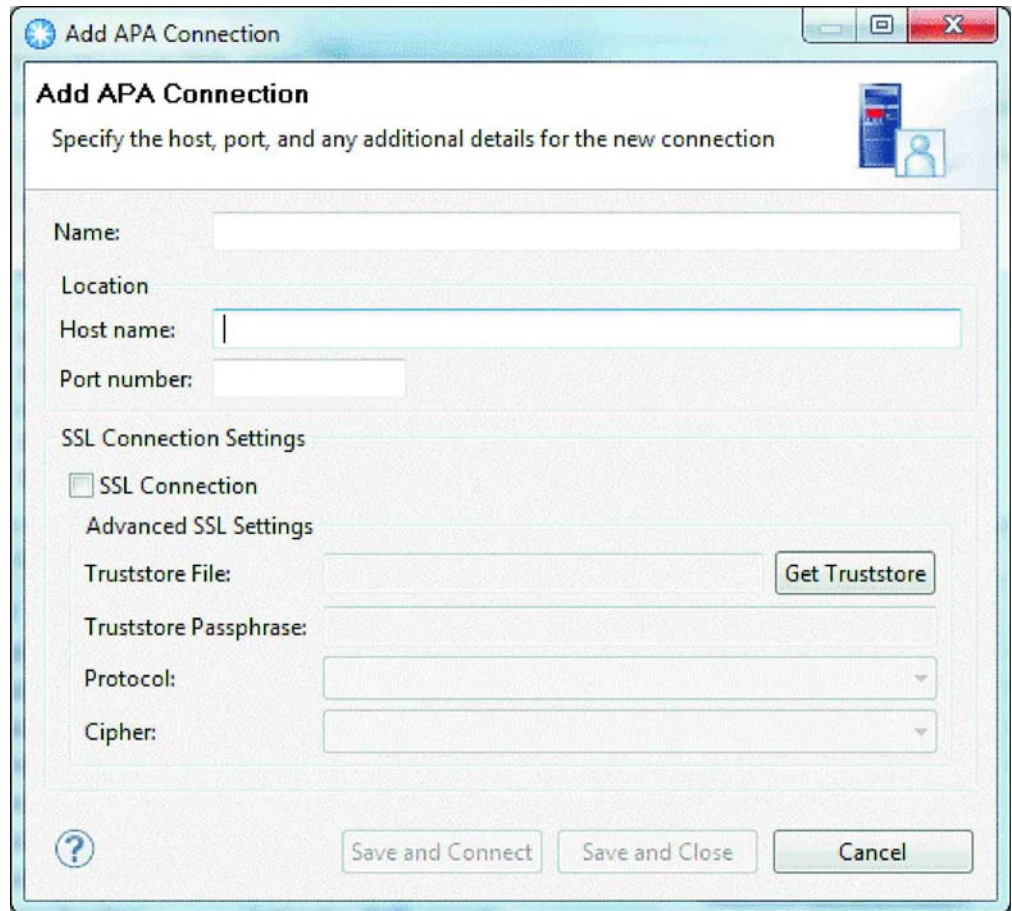 Add APA Connection
Add APA Connection
Specify the host, port, and any additional details for the new connection
Name:
Location
Host name:
Port number:
SSL Connection Settings
SSL Connection
Advanced SSL Settings
Truststore File:
Get Truststore
Truststore Passphrase:
Protocol:
Cipher:
?
Save and Connect
Save and Close
Cancel